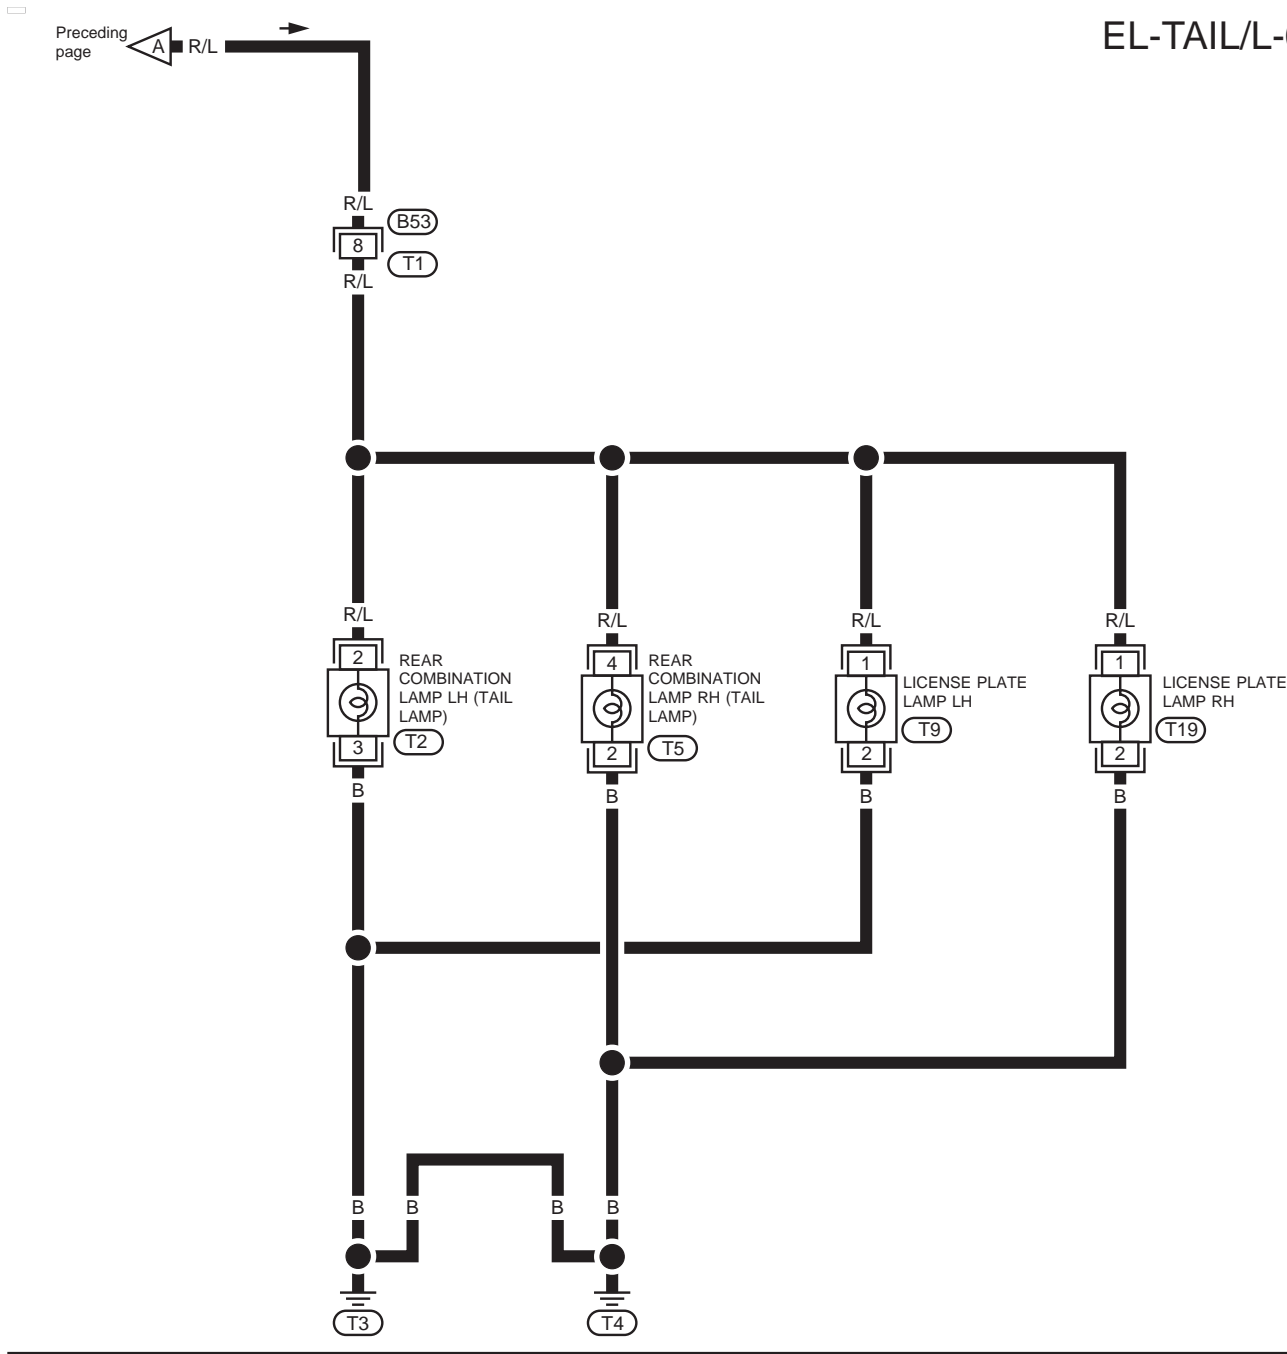 Preceding
page
A
R/L
EL-TAIL/L-
R/L
B53
8
T1
R/L
R/L
R/L
R/L
R/L
2
REAR
COMBINATION
LAMP LH (TAIL
LAMP)
3
T2
B
4
REAR
COMBINATION
LAMP RH (TAIL
LAMP)
2
T5
B
1
LICENSE PLATE
LAMP LH
T9
2
B
1
LICENSE PLATE
LAMP RH
T19
2
B
B
B
B
B
T3
T4